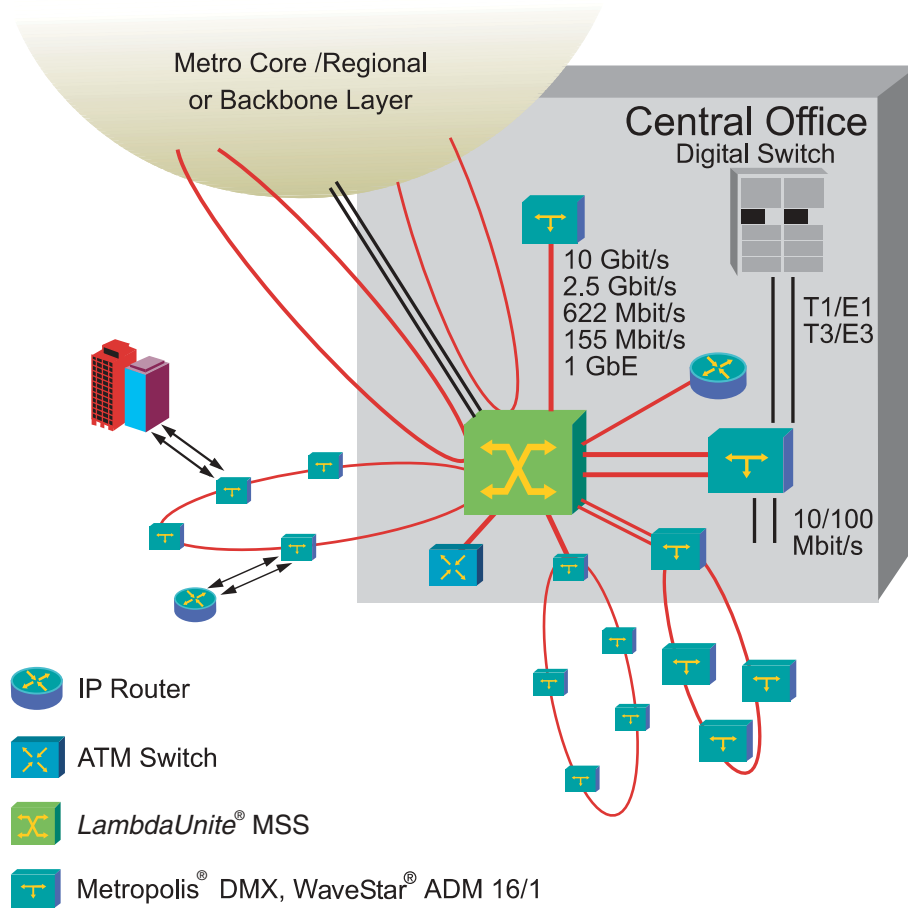 Metro Core /Regional
or Backbone Layer
Central Office
Digital Switch
10 Gbit/s
2.5 Gbit/s
622 Mbit/s
155 Mbit/s
1 GbE
T1/E1
T3/E3
10/100
Mbit/s
IP Router
ATM Switch
LambdaUnite® MSS
Metropolis® DMX, WaveStar® ADM 16/1